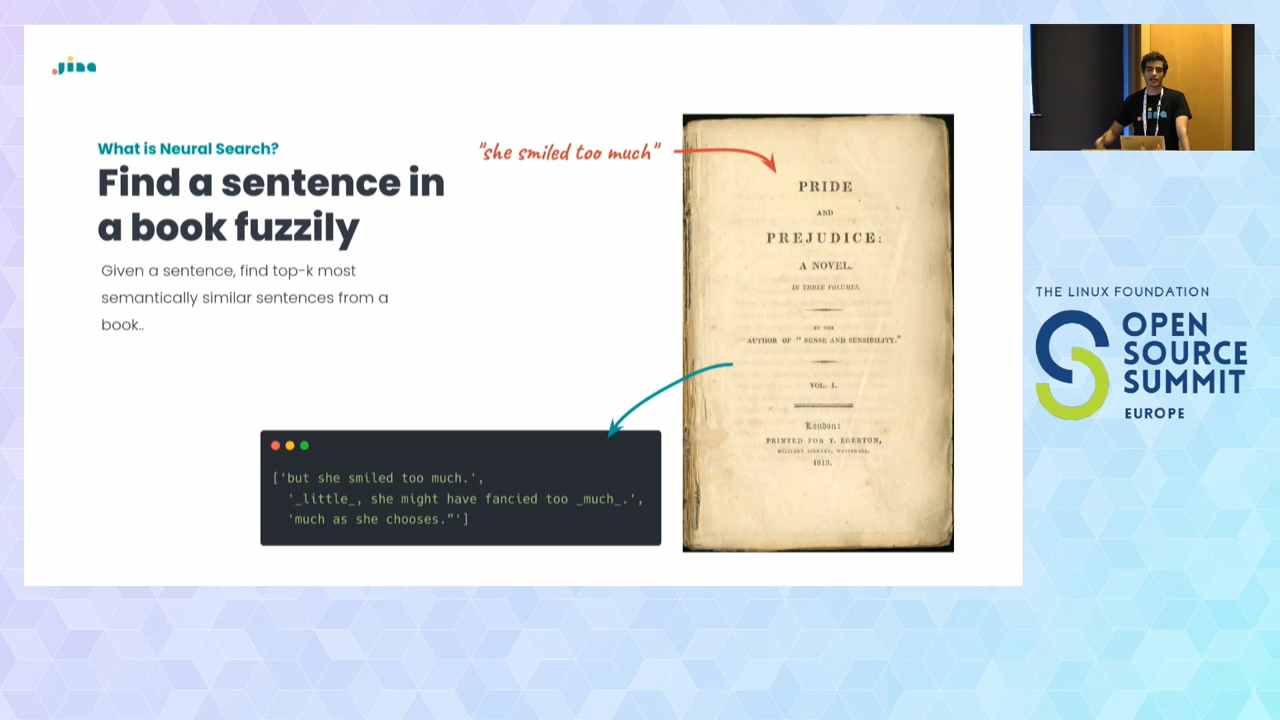 Jina
What is Neural Search?
Find a sentence in
a book fuzzily
Given a sentence, find top-k most
semantically similar sentences from a
book..
"she smiled too much"
PRIDE
AND
PREJUDICE:
A NOVEL.
IN THREE VOLUMES.
BY THE
AUTHOR OF " SENSE AND SENSIBILITY."
VOL. I.
London:
PRINTED FOR T. EGERTON,
MILITARY LIBRARY, WHITEHALL.
1813.
['but she smiled too much.',
'_little_, she might have fancied too _much_.',
'much as she chooses.”']
THE LINUX FOUNDATION
OPEN
SOURCE
SUMMIT
EUROPE